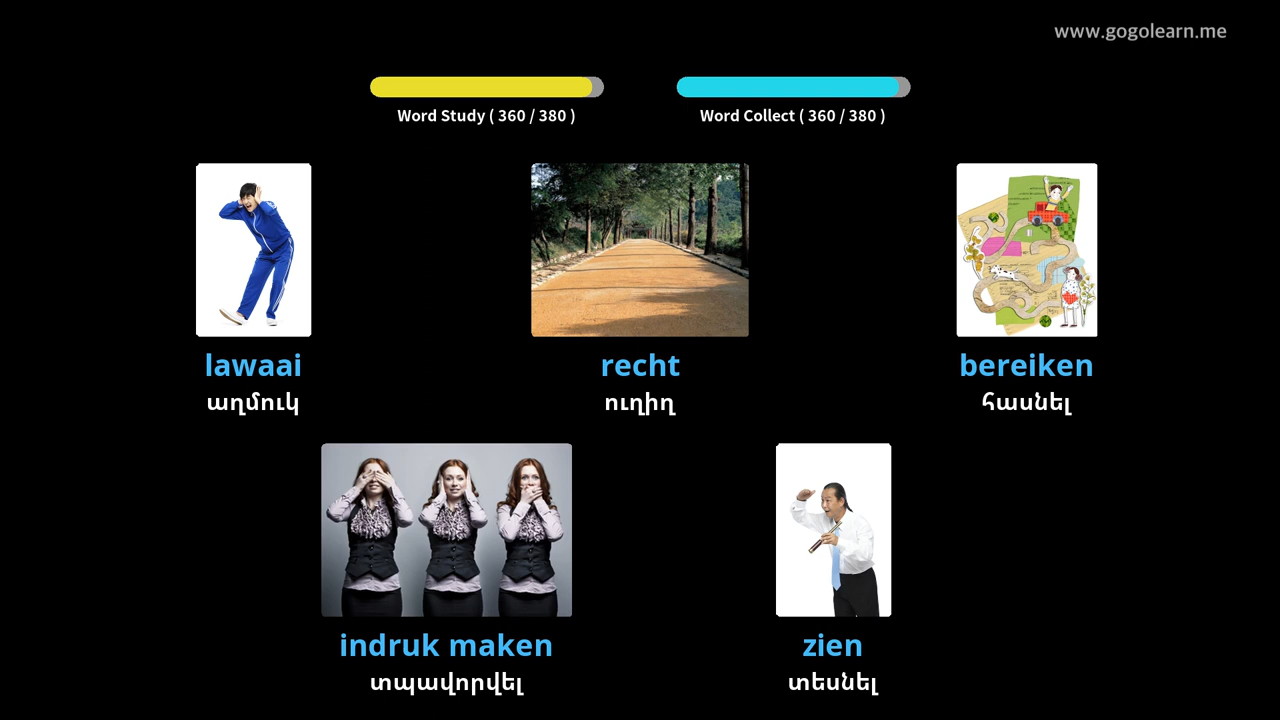 www.gogolearn.me
Word Study ( 360 / 380 )
Word Collect ( 360 / 380 )
lawaai
աղմուկ
recht
ուղիղ
bereiken
հասնել
indruk maken
տպավորվել
zien
տեսնել